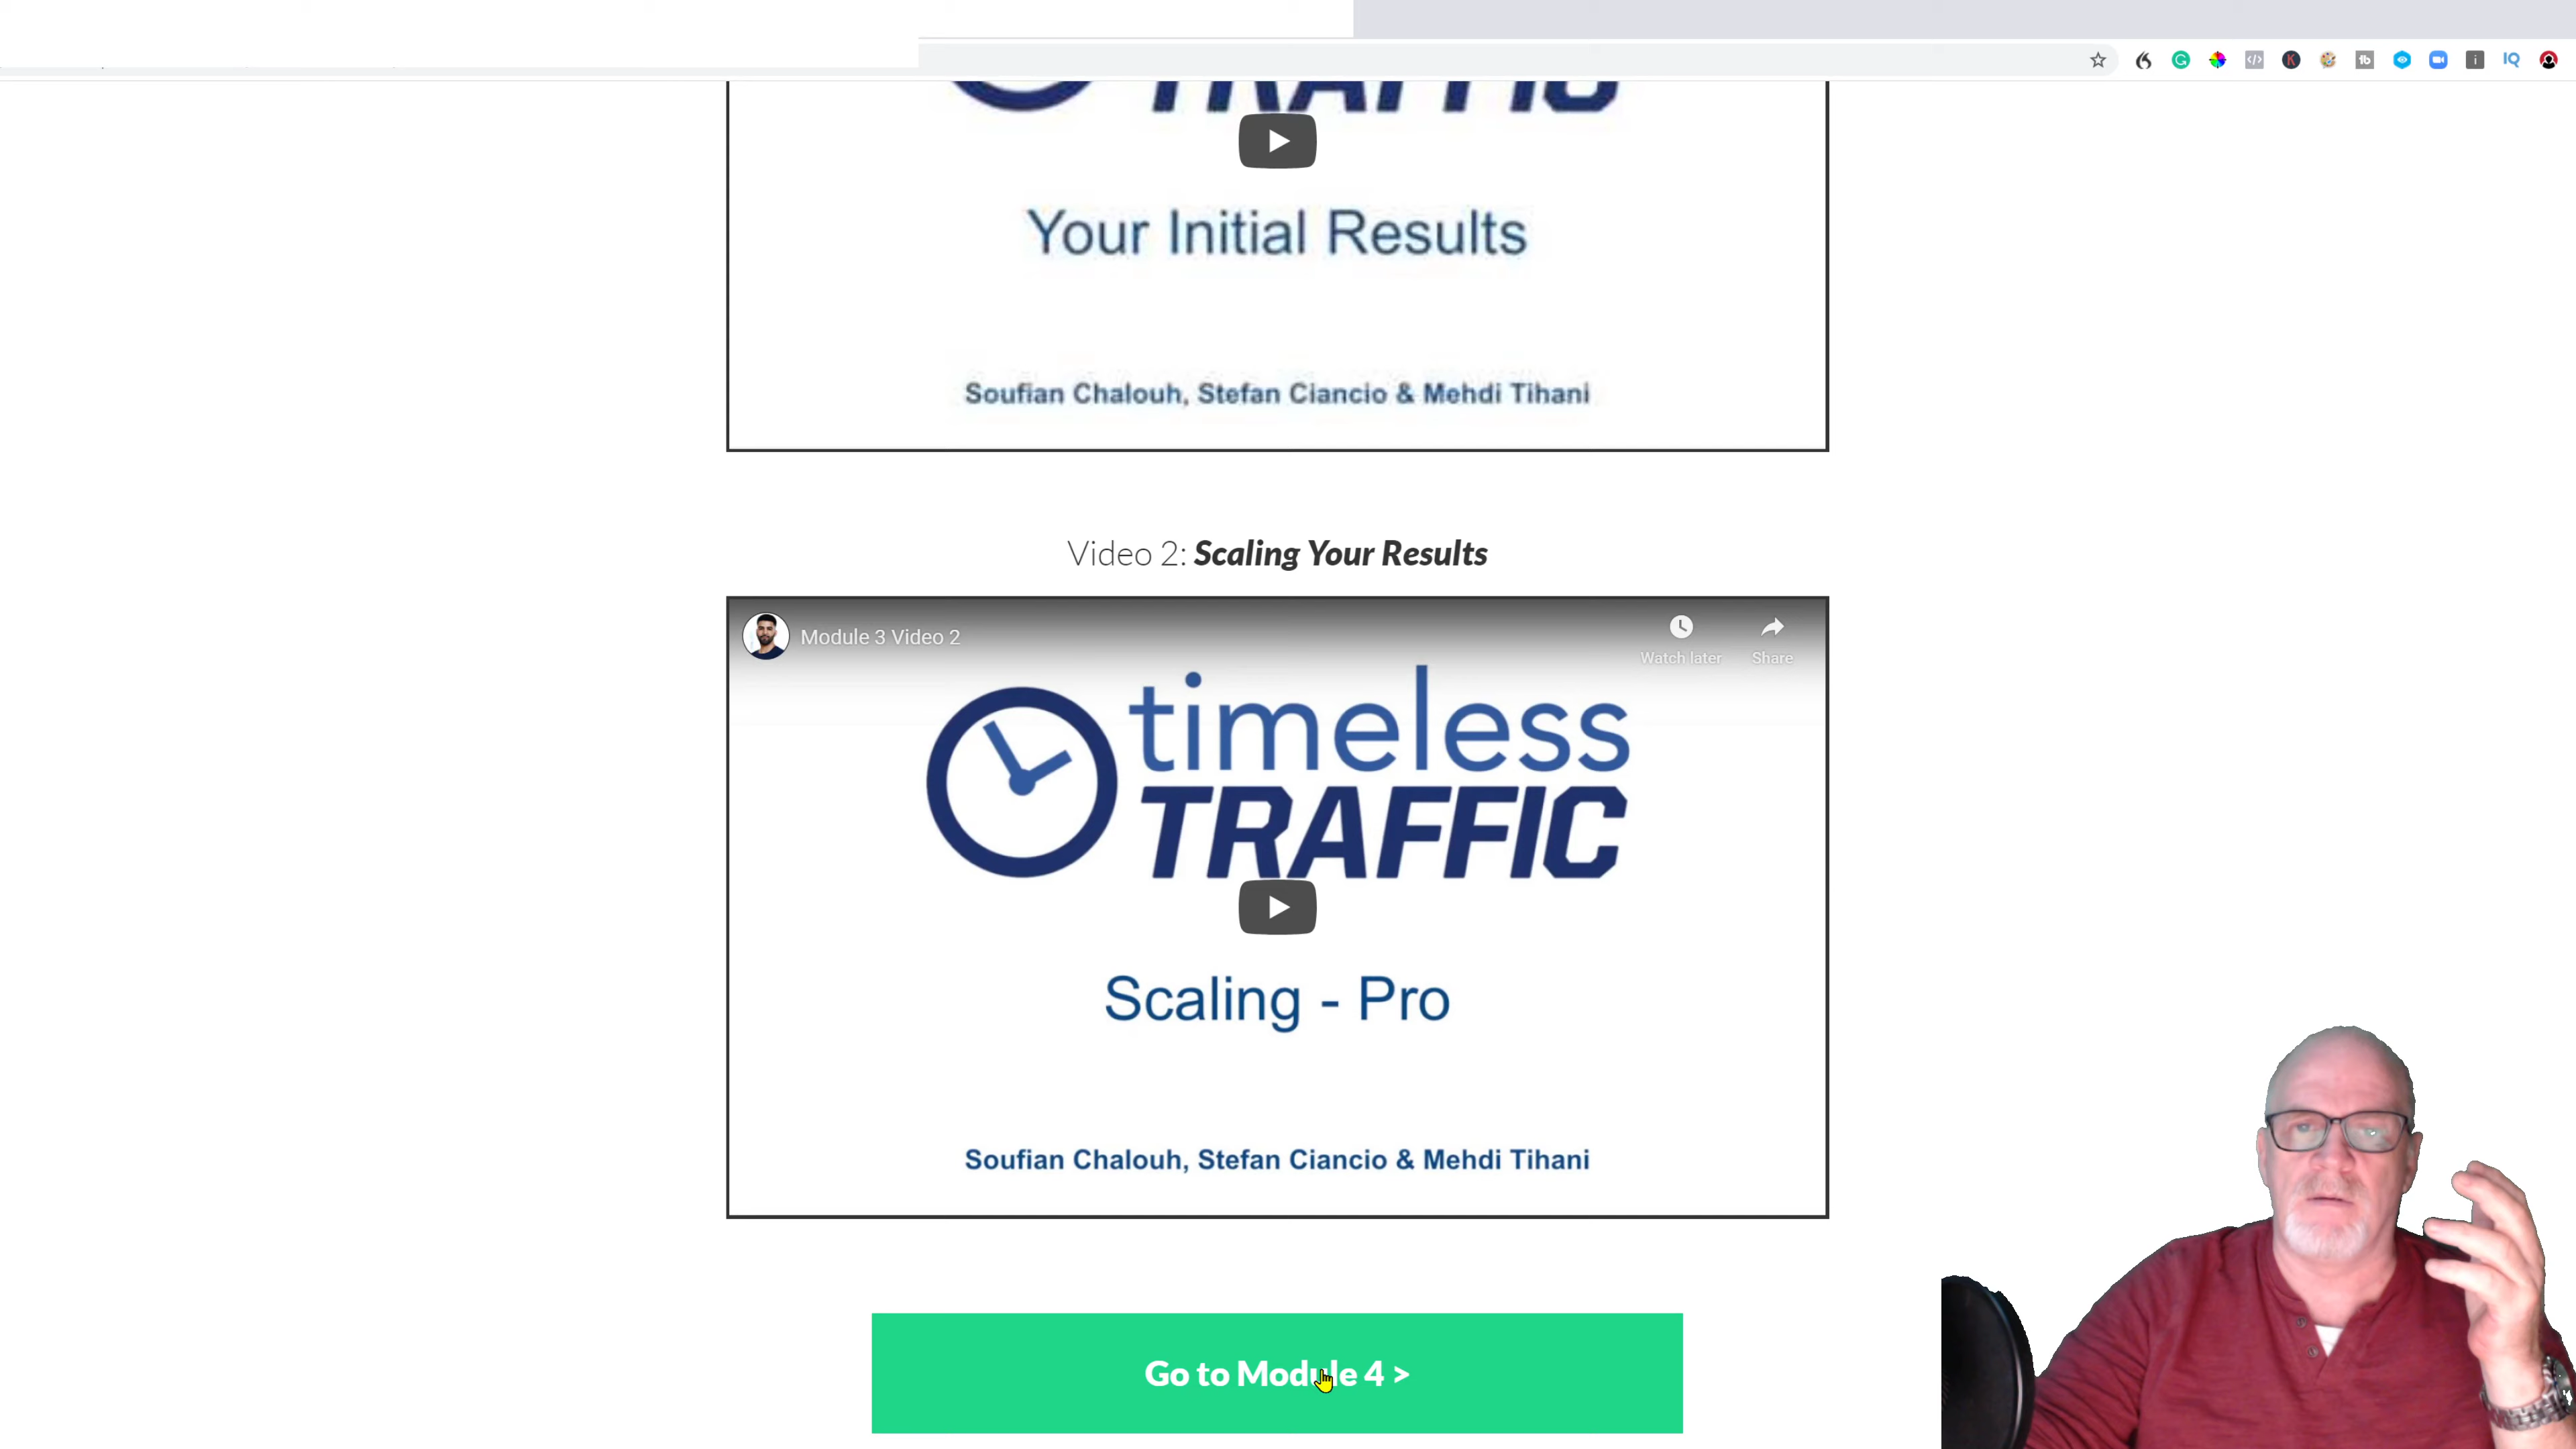 TRAFFIC
Your Initial Results
Soufian Chalouh, Stefan Ciancio & Mehdi Tihani
Video 2: Scaling Your Results
Module 3 Video 2
Watch later
Share
timeless
TRAFFIC
Scaling - Pro
Soufian Chalouh, Stefan Ciancio & Mehdi Tihani
Go to Module 4 >